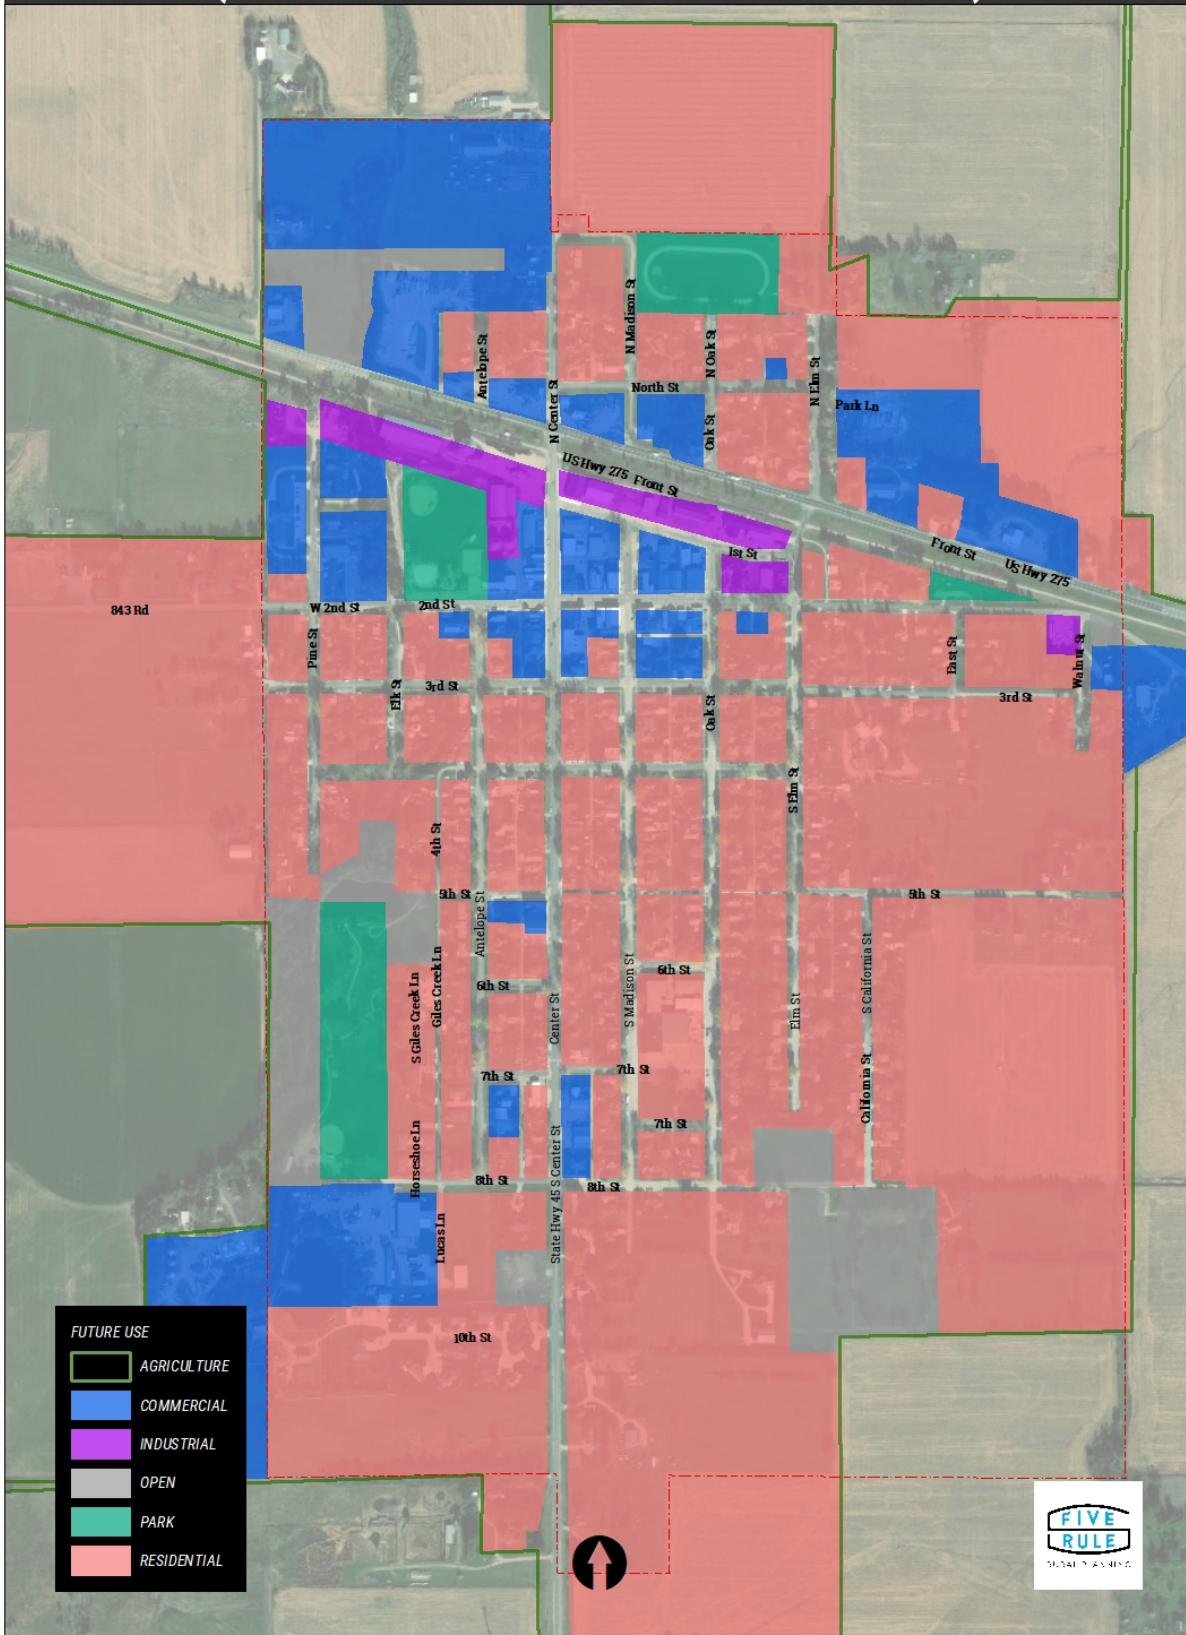 Antelope St
N Center St
N Madison St
N Oak St
North St
Oak St
N Elm St
Park Ln
US Hwy 275
Front St
1st St
Front St
US Hwy 275
843 Rd
W 2nd St
2nd St
Pine St
Elk St
3rd St
Oak St
East St
Walnut St
3rd St
S Elm St
4th St
5th St
5th St
Antelope St
S Giles Creek Ln
Giles Creek Ln
6th St
Center St
S Madison St
6th St
Elm St
S California St
California St
7th St
7th St
7th St
Horseshoe Ln
8th St
8th St
State Hwy 45 S Center St
Lucas Ln
10th St
FUTURE USE
AGRICULTURE
COMMERCIAL
INDUSTRIAL
OPEN
PARK
RESIDENTIAL
FIVE
RULE
RURAL PLANNING